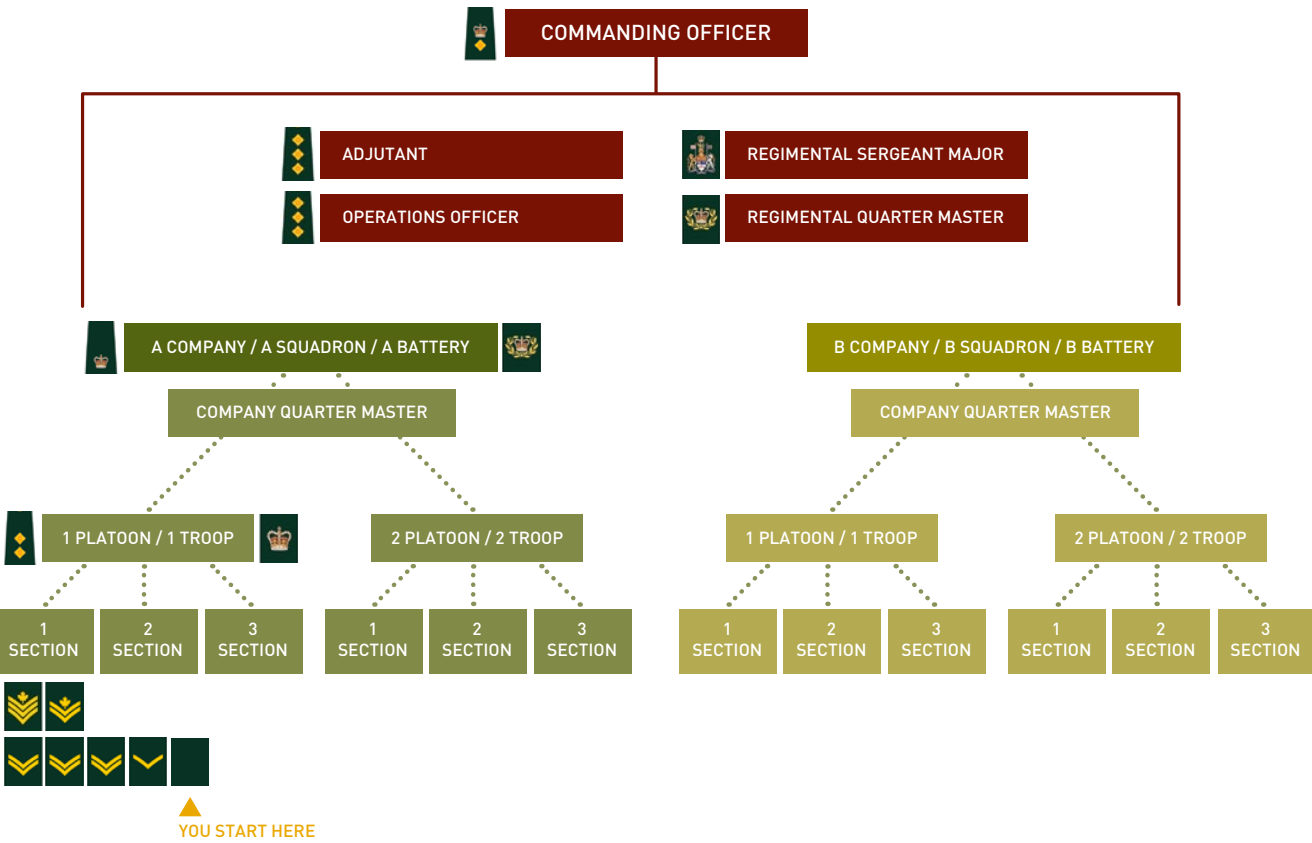 COMMANDING OFFICER
ADJUTANT
REGIMENTAL SERGEANT MAJOR
OPERATIONS OFFICER
REGIMENTAL QUARTER MASTER
A COMPANY / A SQUADRON / A BATTERY
B COMPANY / B SQUADRON / B BATTERY
COMPANY QUARTER MASTER
COMPANY QUARTER MASTER
1 PLATOON / 1 TROOP
2 PLATOON / 2 TROOP
1 PLATOON / 1 TROOP
2 PLATOON / 2 TROOP
1
SECTION
2
SECTION
3
SECTION
1
SECTION
2
SECTION
3
SECTION
1
SECTION
2
SECTION
3
SECTION
1
SECTION
2
SECTION
3
SECTION
YOU START HERE